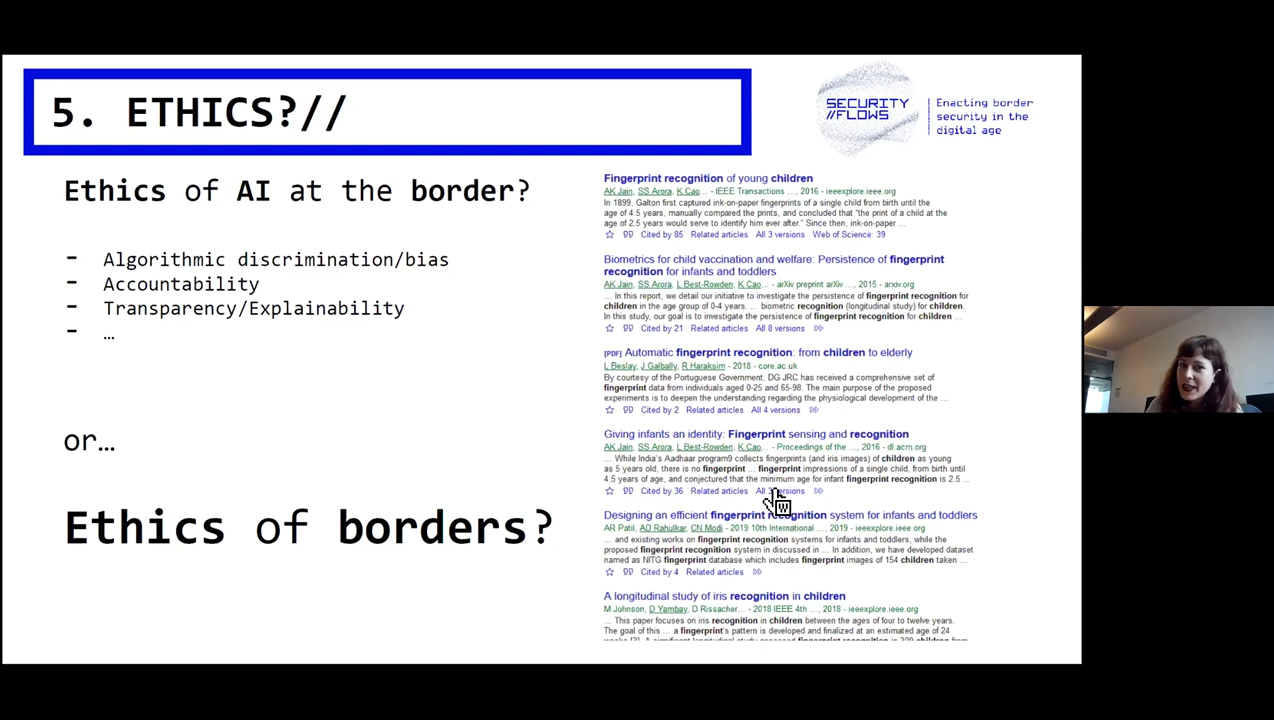 5. ETHICS?//
SECURITY
//FLOWS
Enacting border
security in the
digital age
Ethics of AI at the border?
- Algorithmic discrimination/bias
- Accountability
- Transparency/Explainability
- …
or…
Ethics of borders?
Fingerprint recognition of young children
AK Jain, SS Arora, K Cao... - IEEE Transactions ..., 2016 - ieeexplore.ieee.org
In 1899, Galton first captured ink-on-paper fingerprints of a single child from birth until the
age of 4.5 years, manually compared the prints, and concluded that "the print of a child at the
age of 2.5 years would serve to identify him ever after." Since then, ink-on-paper ...
Cited by 85 Related articles All 3 versions Web of Science: 39
Biometrics for child vaccination and welfare: Persistence of fingerprint
recognition for infants and toddlers
AK Jain, SS Arora, L Best-Rowden, K Cao... - arXiv preprint arXiv ..., 2015 - arxiv.org
... In this report, we detail our initiative to investigate the persistence of fingerprint recognition for
children in the age group of 0-4 years. ... biometric recognition (longitudinal study) for children.
In this study, our goal is to investigate the persistence of fingerprint recognition for children ...
Cited by 21 Related articles All 8 versions
[PDF] Automatic fingerprint recognition: from children to elderly
L Beslay, J Galbally, R Haraksim - 2018 - core.ac.uk
By courtesy of the Portuguese Government, DG JRC has received a comprehensive set of
fingerprint data from individuals aged 0-25 and 65-98. The main purpose of the proposed
experiments is to deepen the understanding regarding the physiological development of the ...
Cited by 2 Related articles All 4 versions
Giving infants an identity: Fingerprint sensing and recognition
AK Jain, SS Arora, L Best-Rowden, K Cao... - Proceedings of the ..., 2016 - dl.acm.org
... While India's Aadhaar program9 collects fingerprints (and iris images) of children as young
as 5 years old, there is no fingerprint ... fingerprint impressions of a single child, from birth until
4.5 years of age, and conjectured that the minimum age for infant fingerprint recognition is 2.5 ...
Cited by 36 Related articles All 3 versions
Designing an efficient fingerprint recognition system for infants and toddlers
AR Patil, AD Rahulkar, CN Modi - 2019 10th International ..., 2019 - ieeexplore.ieee.org
... and existing works on fingerprint recognition systems for infants and toddlers, while the
proposed fingerprint recognition system in discussed in ... In addition, we have developed dataset
named as NITG fingerprint database which includes fingerprint images of 154 children taken ...
Cited by 4 Related articles
A longitudinal study of iris recognition in children
M Johnson, D Yambay, D Rissacher... - 2018 IEEE 4th ..., 2018 - ieeexplore.ieee.org
... This paper focuses on iris recognition in children between the ages of four to twelve years.
The goal of this ... a fingerprint's pattern is developed and finalized at an estimated age of 24